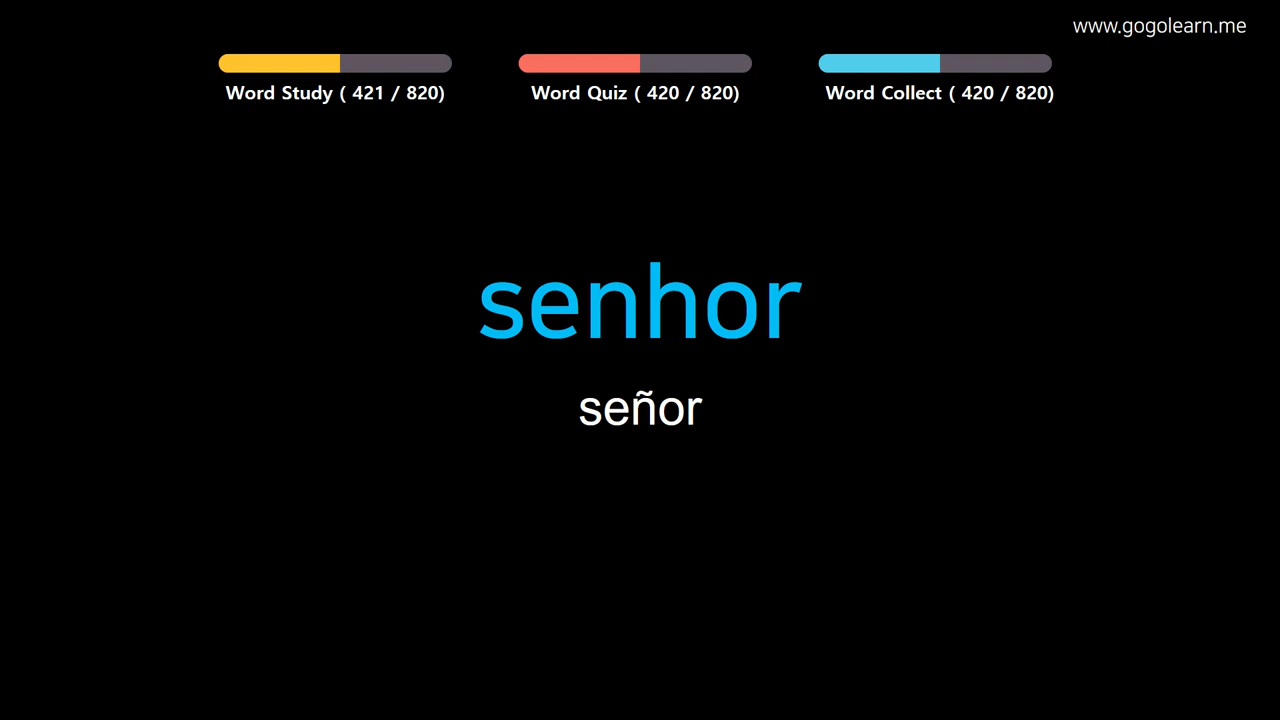 www.gogolearn.me
Word Study ( 421 / 820) Word Quiz ( 420 / 820) Word Collect ( 420 / 820)
senhor
señor